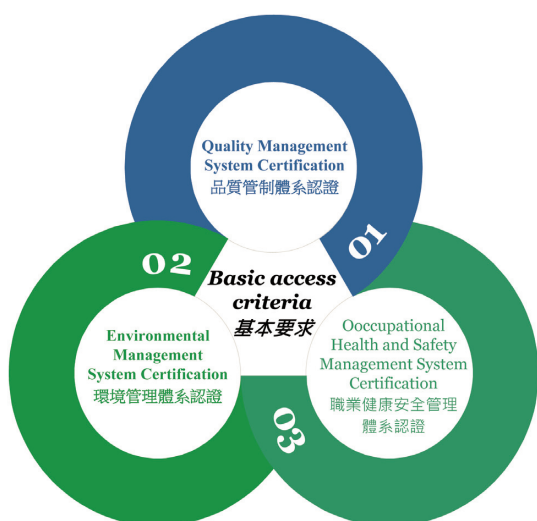 Quality Management
System Certification
品質管制體系認證
01
02
Basic access
criteria
基本要求
Environmental
Management
System Certification
環境管理體系認證
Ooccupational
Health and Safety
Management System
Certification
職業健康安全管理
體系認證
03